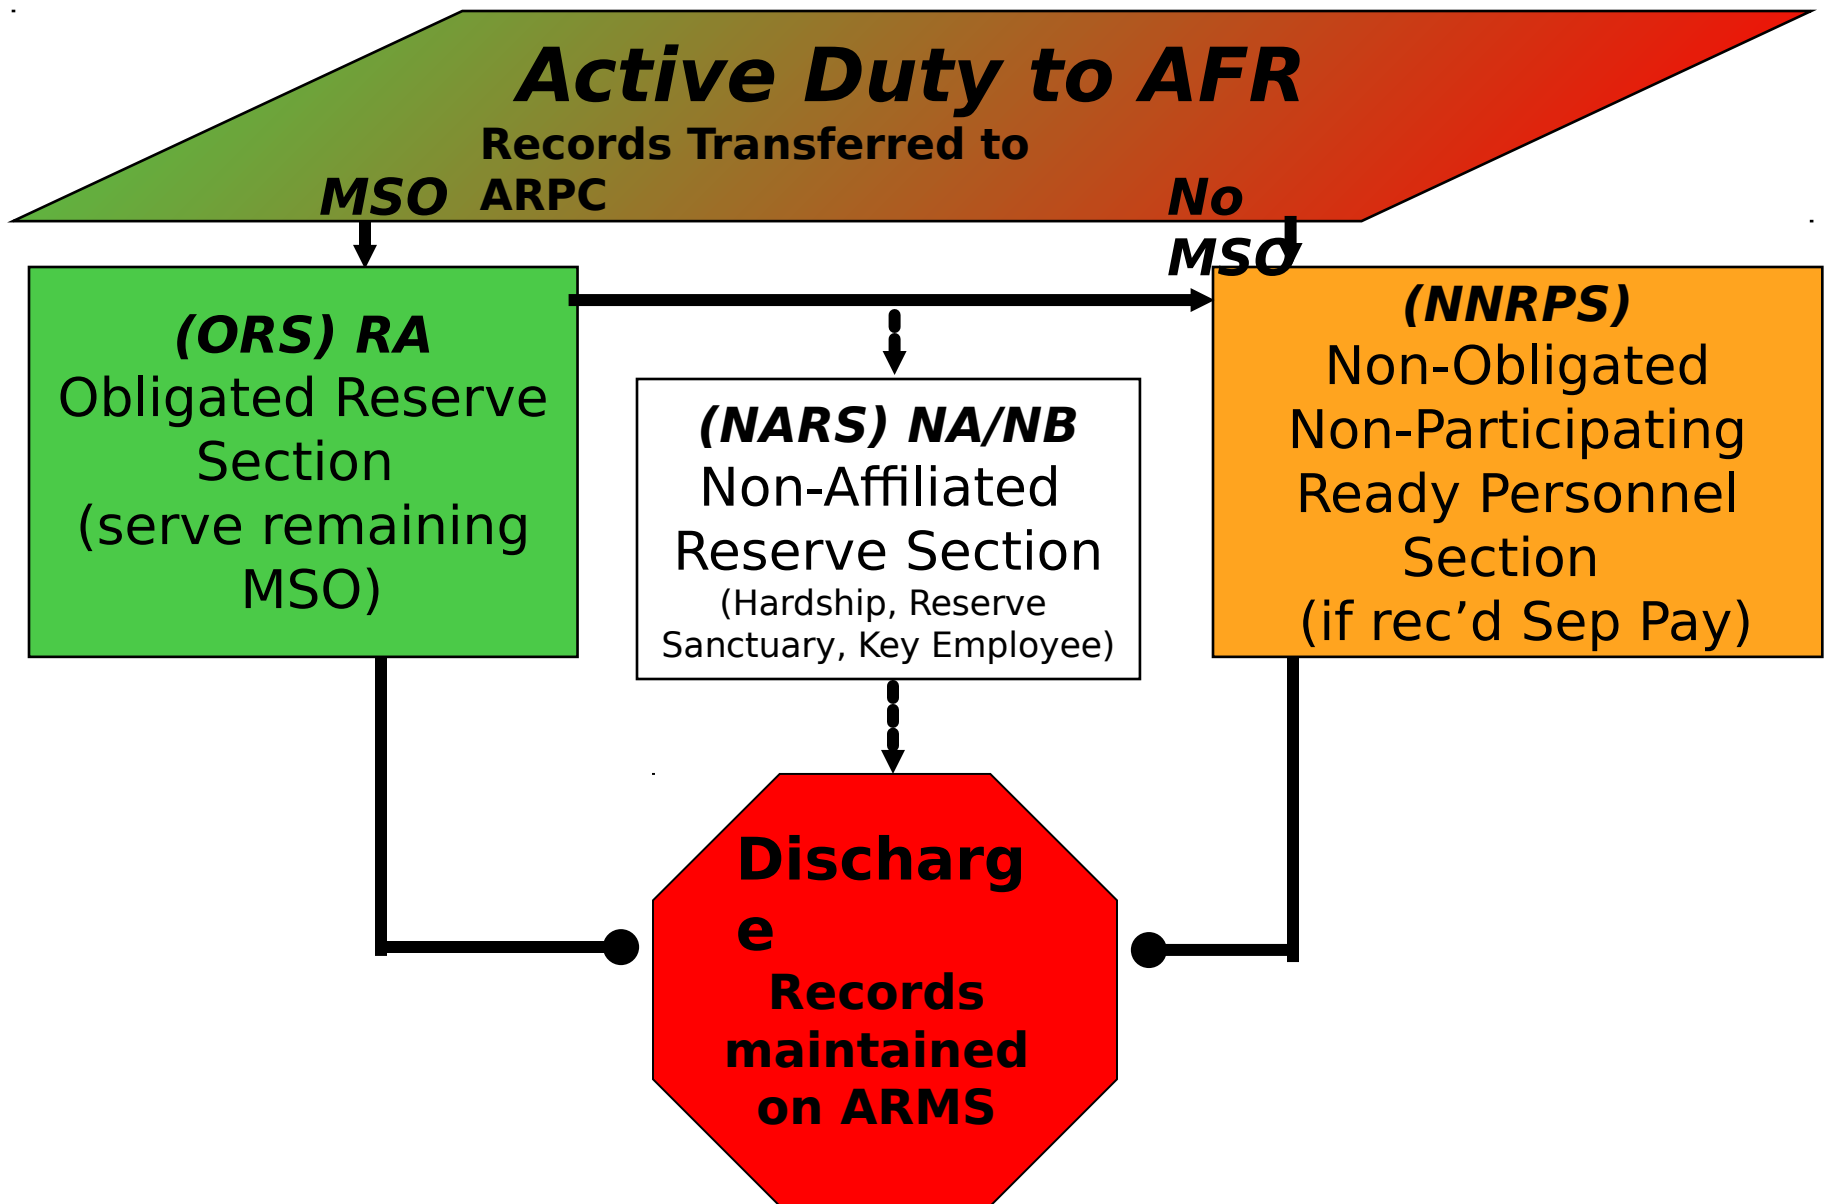 Active Duty to AFR
Records Transferred to
ARPC
MSO
No
MSO
(ORS) RA
Obligated Reserve
Section
(serve remaining
MSO)
(NARS) NA/NB
Non-Affiliated
Reserve Section
(Hardship, Reserve
Sanctuary, Key Employee)
(NNRPS)
Non-Obligated
Non-Participating
Ready Personnel
Section
(if rec’d Sep Pay)
Discharg
e
Records
maintained
on ARMS